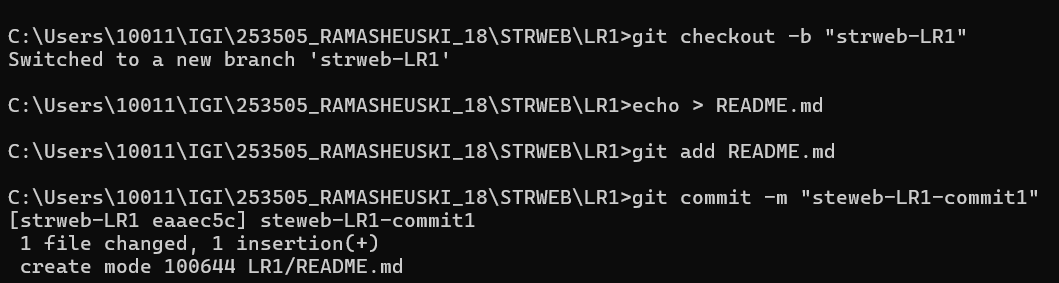 C:\Users\10011\IGI\253505_RAMASHEUSKI_18\STRWEB\LR1>git checkout -b "strweb-LR1"
Switched to a new branch 'strweb-LR1'
C:\Users\10011\IGI\253505_RAMASHEUSKI_18\STRWEB\LR1>echo > README.md
C:\Users\10011\IGI\253505_RAMASHEUSKI_18\STRWEB\LR1>git add README.md
C:\Users\10011\IGI\253505_RAMASHEUSKI_18\STRWEB\LR1>git commit -m "steweb-LR1-commit1"
[strweb-LR1 eaaec5c] steweb-LR1-commit1
 1 file changed, 1 insertion(+)
 create mode 100644 LR1/README.md